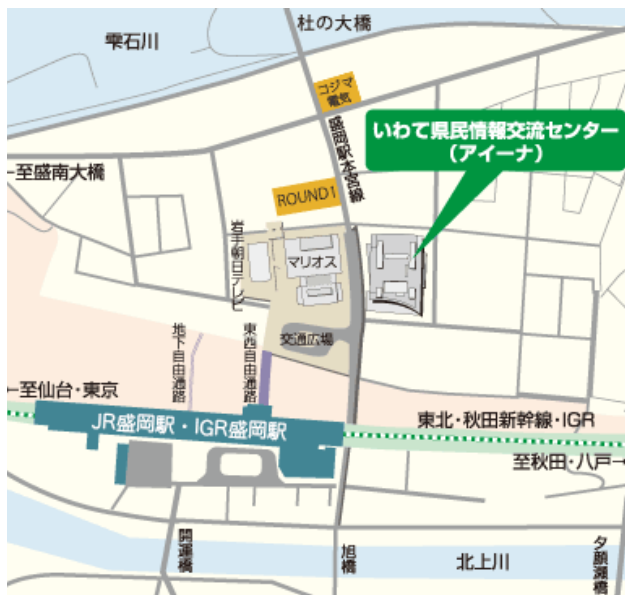 杜の大橋
雫石川
コジマ
電気
いわて県民情報交流センター
(アイーナ)
盛岡駅本宮線
←至盛南大橋
ROUND1
岩手朝日テレビ
マリオス
交通広場
地下自由通路
東西自由通路
←至仙台・東京
JR盛岡駅・IGR盛岡駅
東北・秋田新幹線・IGR
至秋田・八戸→
開運橋
旭橋
北上川
夕顔瀬橋